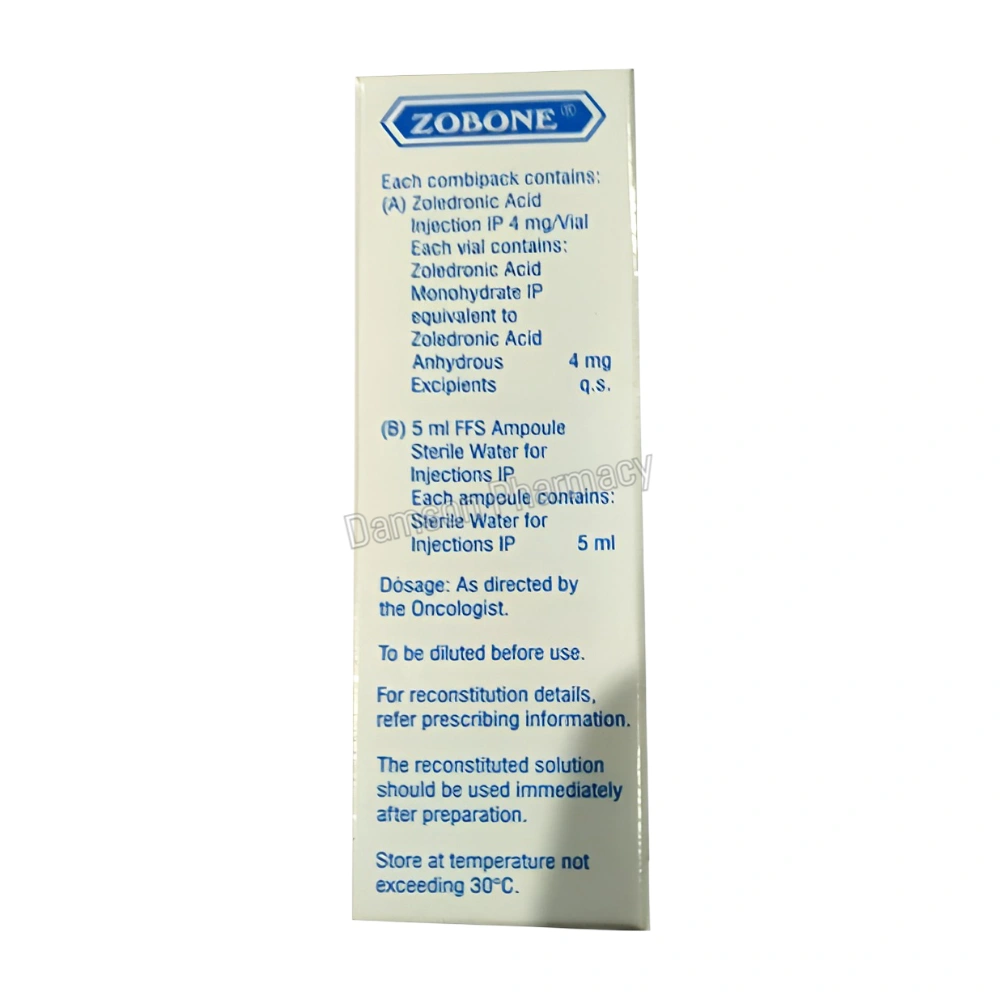 ZOBONE ®
Each combipack contains:
(A) Zoledronic Acid
Injection IP 4 mg/Vial
Each vial contains:
Zoledronic Acid
Monohydrate IP
equivalent to
Zoledronic Acid
Anhydrous 4 mg
Excipients q.s.
(B) 5 ml FFS Ampoule
Sterile Water for
Injections IP
Each ampoule contains:
Sterile Water for
Injections IP 5 ml
Damson Pharmacy
Dosage: As directed by
the Oncologist.
To be diluted before use.
For reconstitution details,
refer prescribing information.
The reconstituted solution
should be used immediately
after preparation.
Store at temperature not
exceeding 30°C.